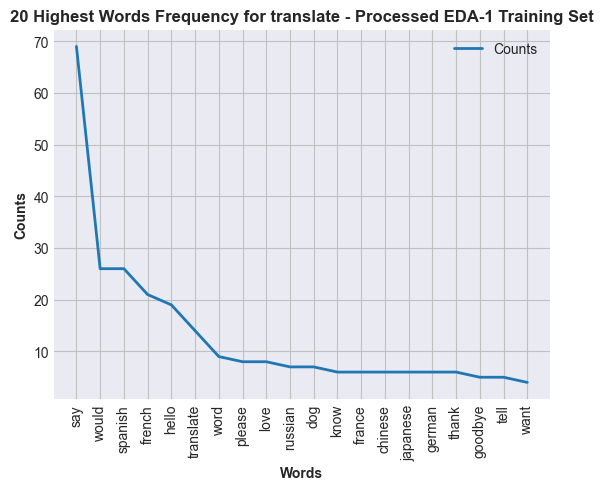 20 Highest Words Frequency for translate - Processed EDA-1 Training Set
Counts
70
60
50
40
30
20
10
Counts
say
would
spanish
french
hello
translate
word
please
love
russian
dog
know
france
chinese
japanese
german
thank
goodbye
tell
want
Words